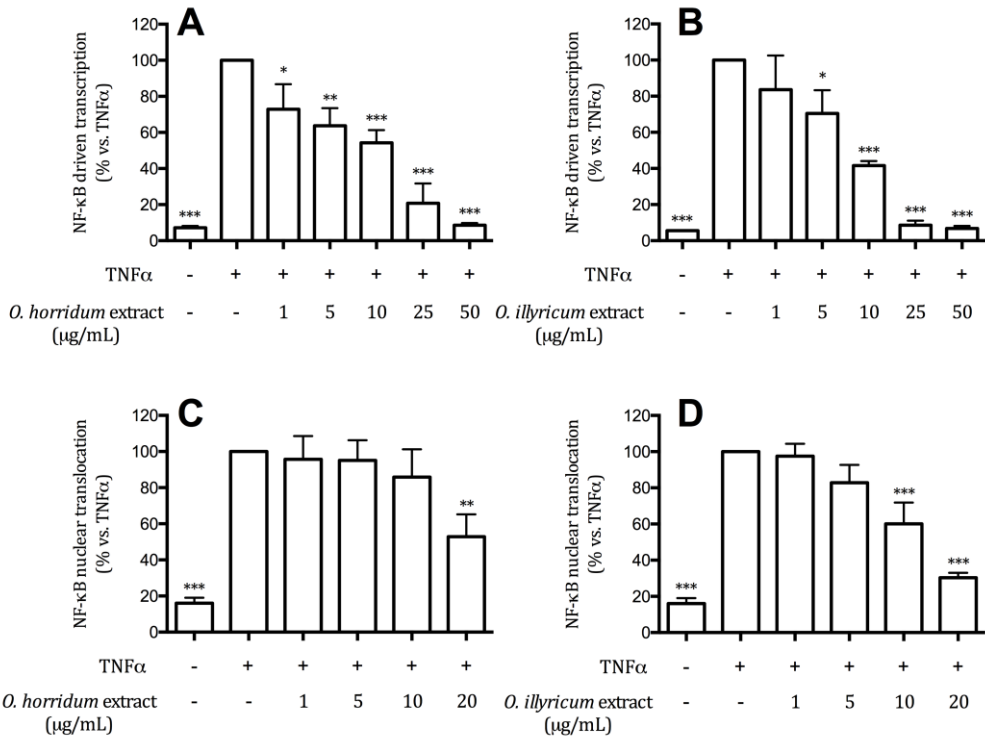 A
NF-κB driven transcription
(% vs. TNFα)
120
100
80
60
40
20
0
***
*
**
***
***
***
TNFα - + + + + + +
O. horridum extract - - 1 5 10 25 50
(μg/mL)
B
NF-κB driven transcription
(% vs. TNFα)
120
100
80
60
40
20
0
***
*
***
***
***
TNFα - + + + + + +
O. illyricum extract - - 1 5 10 25 50
(μg/mL)
C
NF-κB nuclear translocation
(% vs. TNFα)
120
100
80
60
40
20
0
***
**
TNFα - + + + + +
O. horridum extract - - 1 5 10 20
(μg/mL)
D
NF-κB nuclear translocation
(% vs. TNFα)
120
100
80
60
40
20
0
***
***
***
TNFα - + + + + +
O. illyricum extract - - 1 5 10 20
(μg/mL)